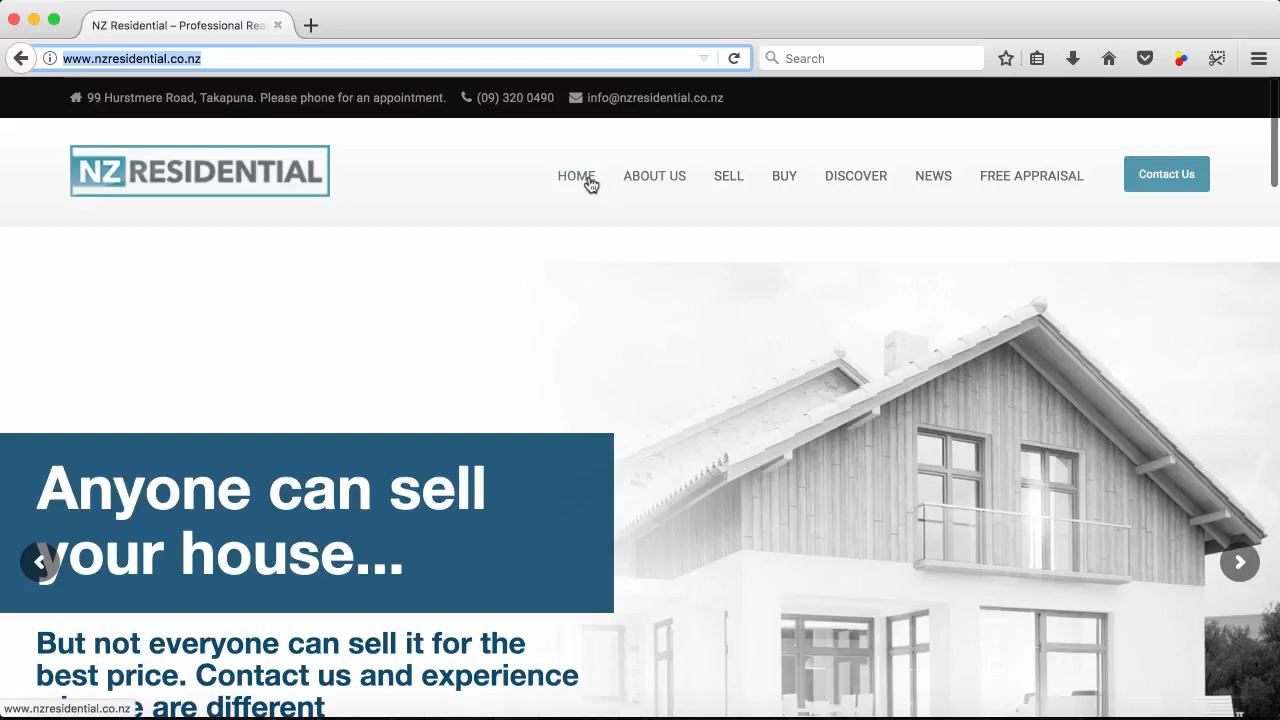 NZ Residential – Professional Rea
www.nzresidential.co.nz
Search
99 Hurstmere Road, Takapuna. Please phone for an appointment. (09) 320 0490 info@nzresidential.co.nz
NZ RESIDENTIAL
HOME ABOUT US SELL BUY DISCOVER NEWS FREE APPRAISAL Contact Us
Anyone can sell
your house...
But not everyone can sell it for the
best price. Contact us and experience
are different
www.nzresidential.co.nz